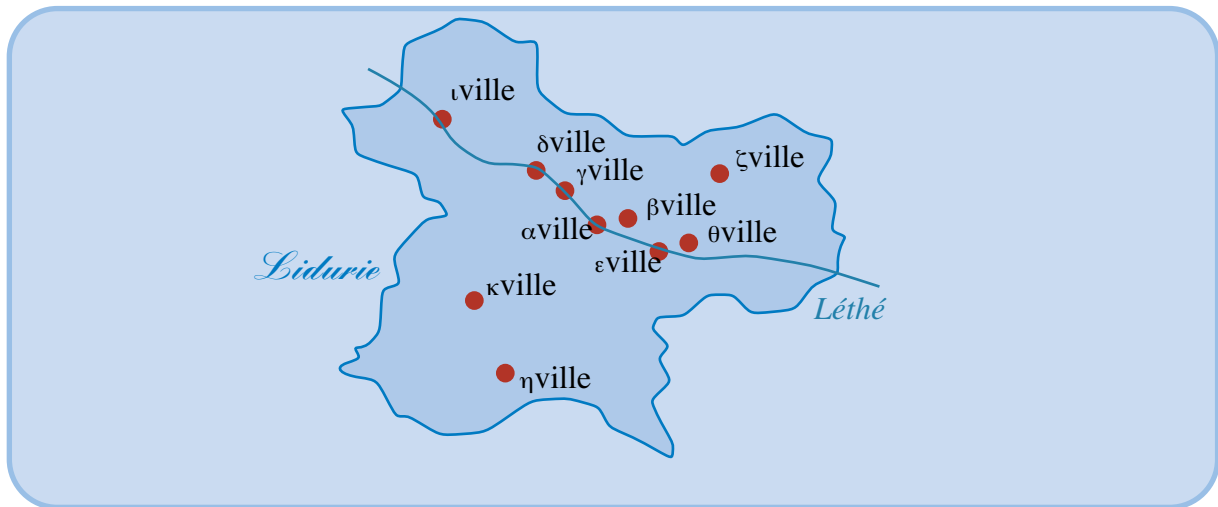 ιville
δville
γville
ζville
βville
αville
θville
εville
Lidurie
κville
Léthé
ηville